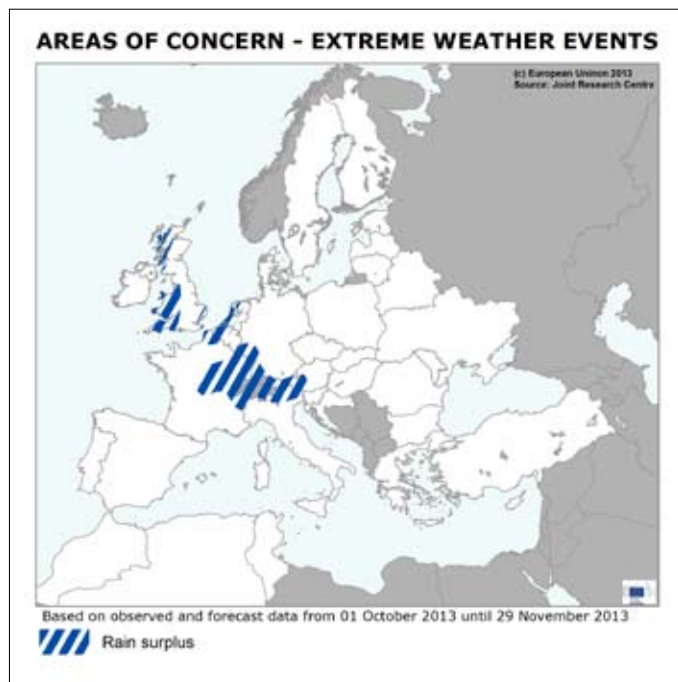 AREAS OF CONCERN - EXTREME WEATHER EVENTS
(c) European Uninon 2013
Source: Joint Research Centre
Based on observed and forecast data from 01 October 2013 until 29 November 2013
Rain surplus